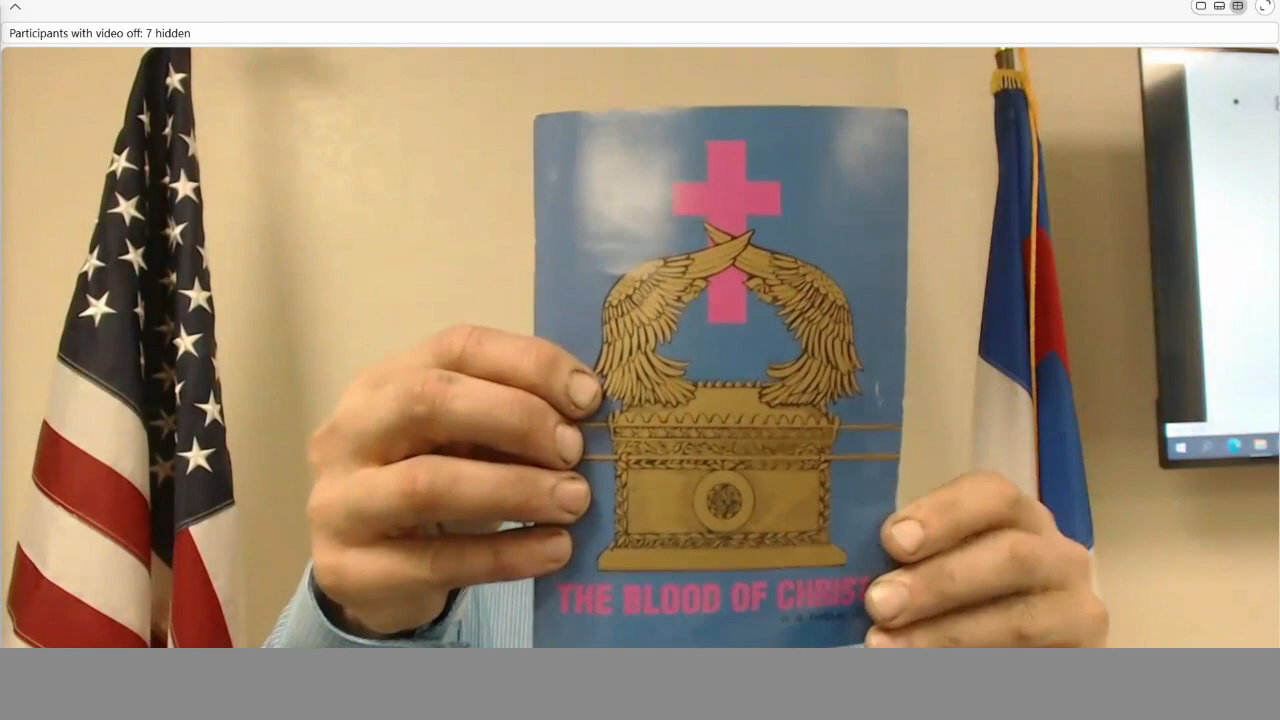 Participants with video off: 7 hidden
THE BLOOD OF CHRIST